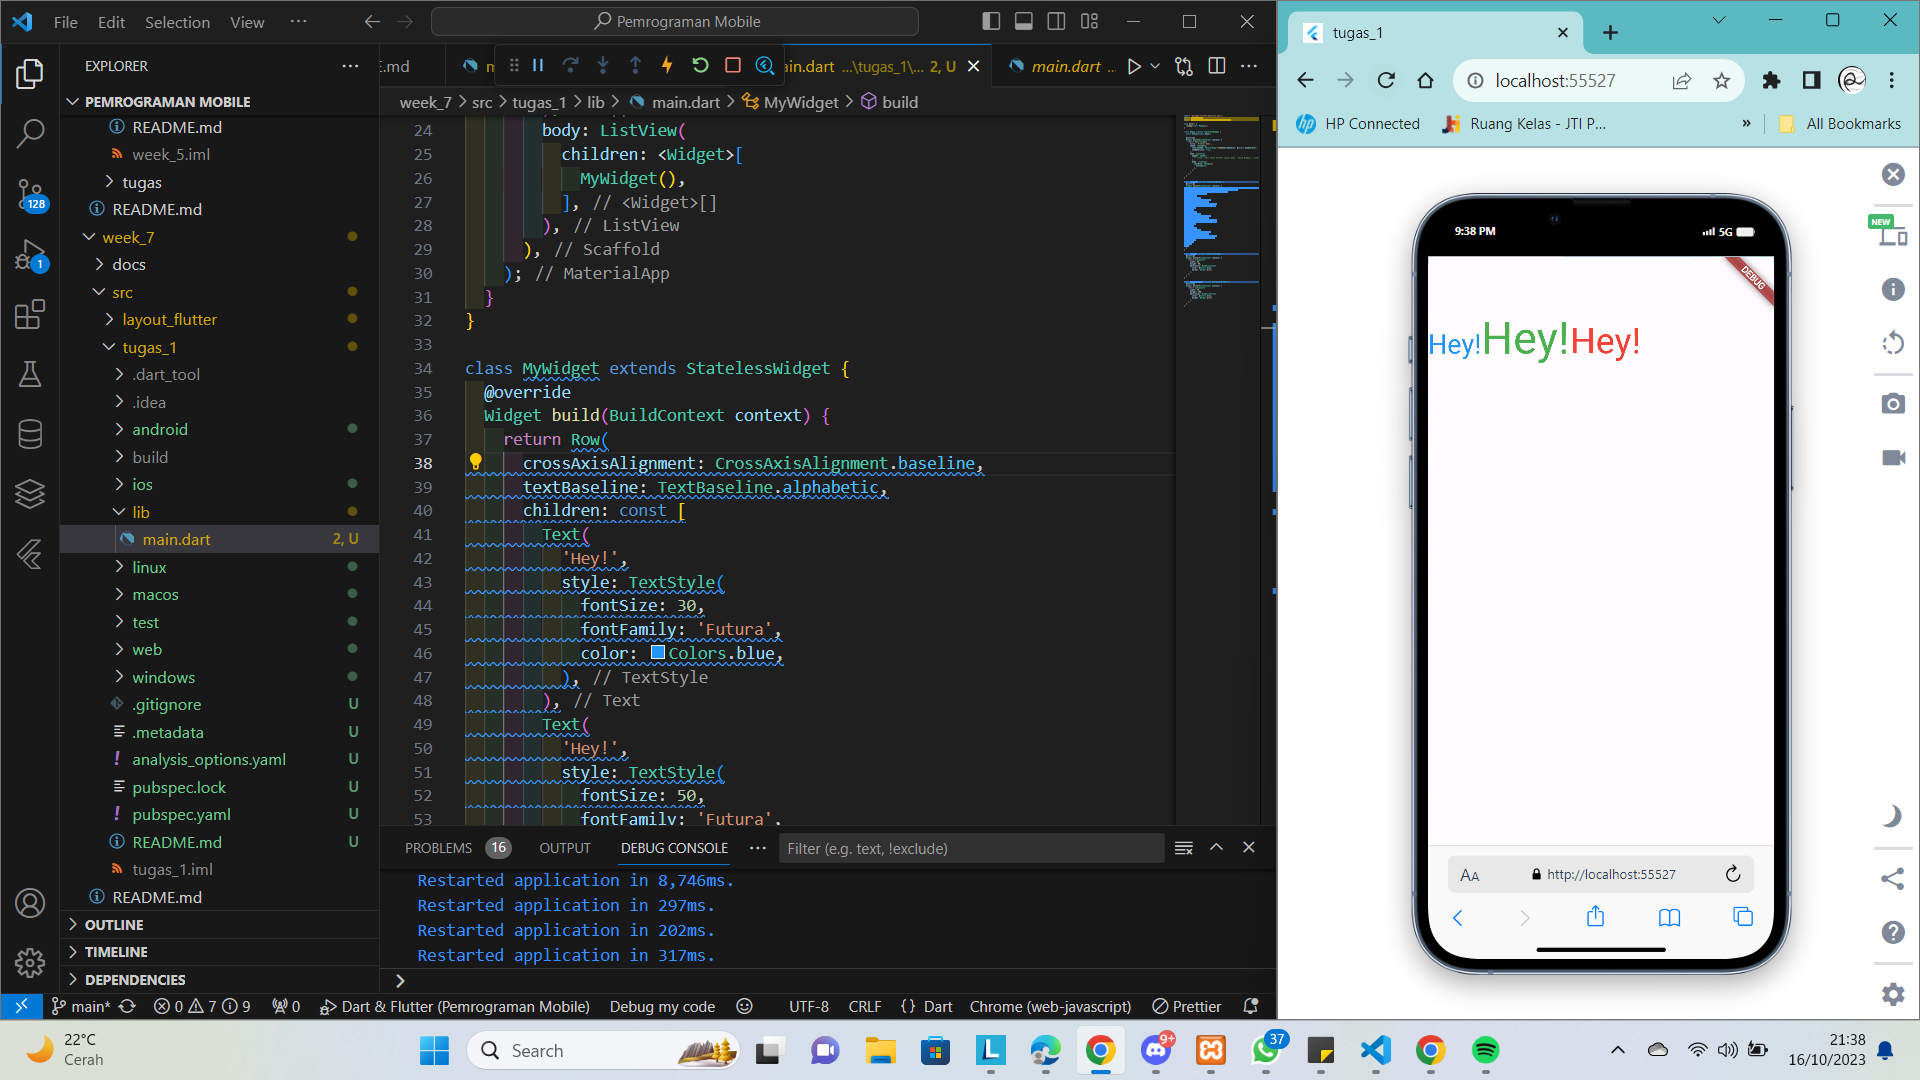 File Edit Selection View ···
Pemrograman Mobile
EXPLORER
PEMROGRAMAN MOBILE
README.md
week_5.iml
tugas
README.md
week_7
docs
src
layout_flutter
tugas_1
.dart_tool
.idea
android
build
ios
lib
main.dart 2, U
linux
macos
test
web
windows
.gitignore U
.metadata U
analysis_options.yaml U
pubspec.lock U
pubspec.yaml U
README.md U
tugas_1.iml
README.md
OUTLINE
TIMELINE
DEPENDENCIES
128
1
.md
ain.dart ...\tugas_1\... 2, U
main.dart ...
week_7 > src > tugas_1 > lib > main.dart > MyWidget > build
24 body: ListView(
25 children: <Widget>[
26 MyWidget(),
27 ], // <Widget>[]
28 ), // ListView
29 ), // Scaffold
30 ); // MaterialApp
31 }
32 }
33
34 class MyWidget extends StatelessWidget {
35 @override
36 Widget build(BuildContext context) {
37 return Row(
38 crossAxisAlignment: CrossAxisAlignment.baseline,
39 textBaseline: TextBaseline.alphabetic,
40 children: const [
41 Text(
42 'Hey!',
43 style: TextStyle(
44 fontSize: 30,
45 fontFamily: 'Futura',
46 color: Colors.blue,
47 ), // TextStyle
48 ), // Text
49 Text(
50 'Hey!',
51 style: TextStyle(
52 fontSize: 50,
53 fontFamily: 'Futura',
PROBLEMS 16 OUTPUT DEBUG CONSOLE ··· Filter (e.g. text, !exclude)
Restarted application in 8,746ms.
Restarted application in 297ms.
Restarted application in 202ms.
Restarted application in 317ms.
main* 0 7 9 0 Dart & Flutter (Pemrograman Mobile) Debug my code UTF-8 CRLF {} Dart Chrome (web-javascript) Prettier
tugas_1
localhost:55527
HP Connected Ruang Kelas - JTI P... » All Bookmarks
NEW
9:38 PM 5G
DEBUG
Hey!Hey!Hey!
AA http://localhost:55527
22°C
Cerah
Search
9+
37
21:38
16/10/2023